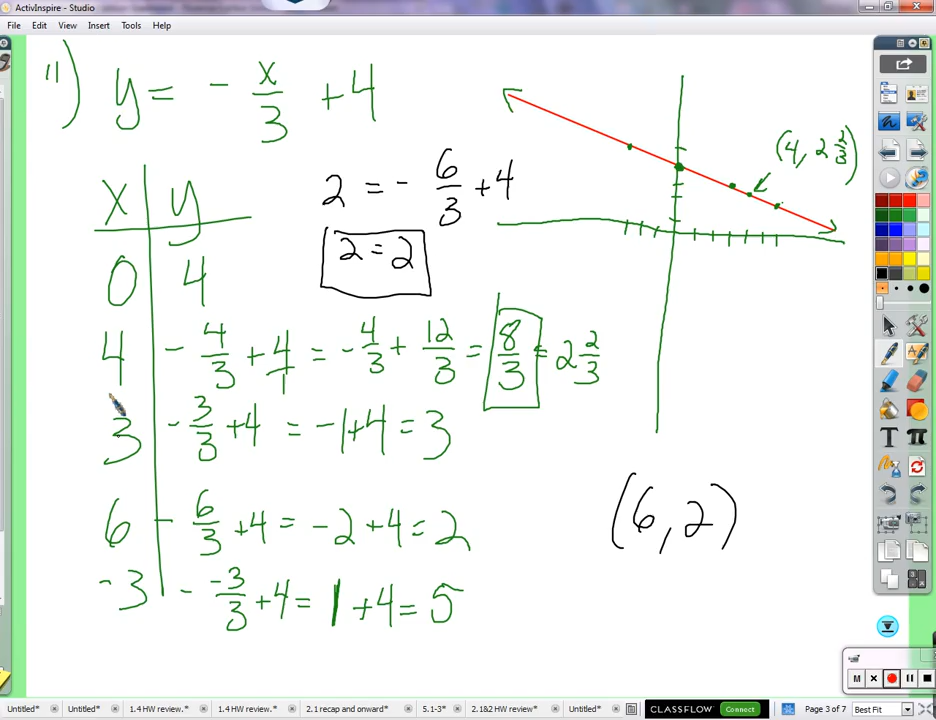 ActivInspire - Studio
File Edit View Insert Tools Help
11) y = - x/3 + 4
x | y
0 | 4
4 | - 4/3 + 4/1 = - 4/3 + 12/3 = 8/3 = 2 2/3
3 | - 3/3 + 4 = -1 + 4 = 3
6 | - 6/3 + 4 = -2 + 4 = 2
-3 | - -3/3 + 4 = 1 + 4 = 5
2 = - 6/3 + 4
2 = 2
(4, 2 2/3)
(6, 2)
M
Untitled* Untitled* 1.4 HW review.* 1.4 HW review.* 2.1 recap and onward* 5.1-3* 2.1&2 HW review* Untitled* CLASSFLOW Connect Page 3 of 7 Best Fit